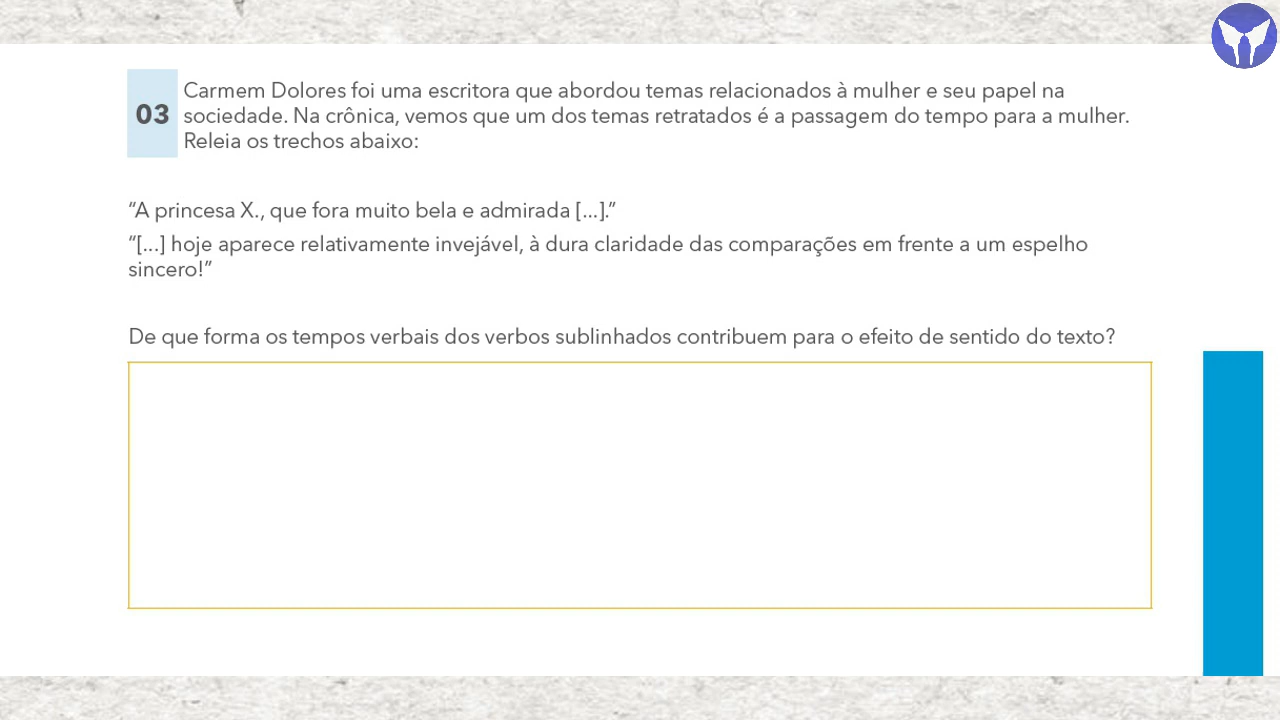 03
Carmem Dolores foi uma escritora que abordou temas relacionados à mulher e seu papel na
sociedade. Na crônica, vemos que um dos temas retratados é a passagem do tempo para a mulher.
Releia os trechos abaixo:
“A princesa X., que fora muito bela e admirada [...].”
“[...] hoje aparece relativamente invejável, à dura claridade das comparações em frente a um espelho
sincero!”
De que forma os tempos verbais dos verbos sublinhados contribuem para o efeito de sentido do texto?